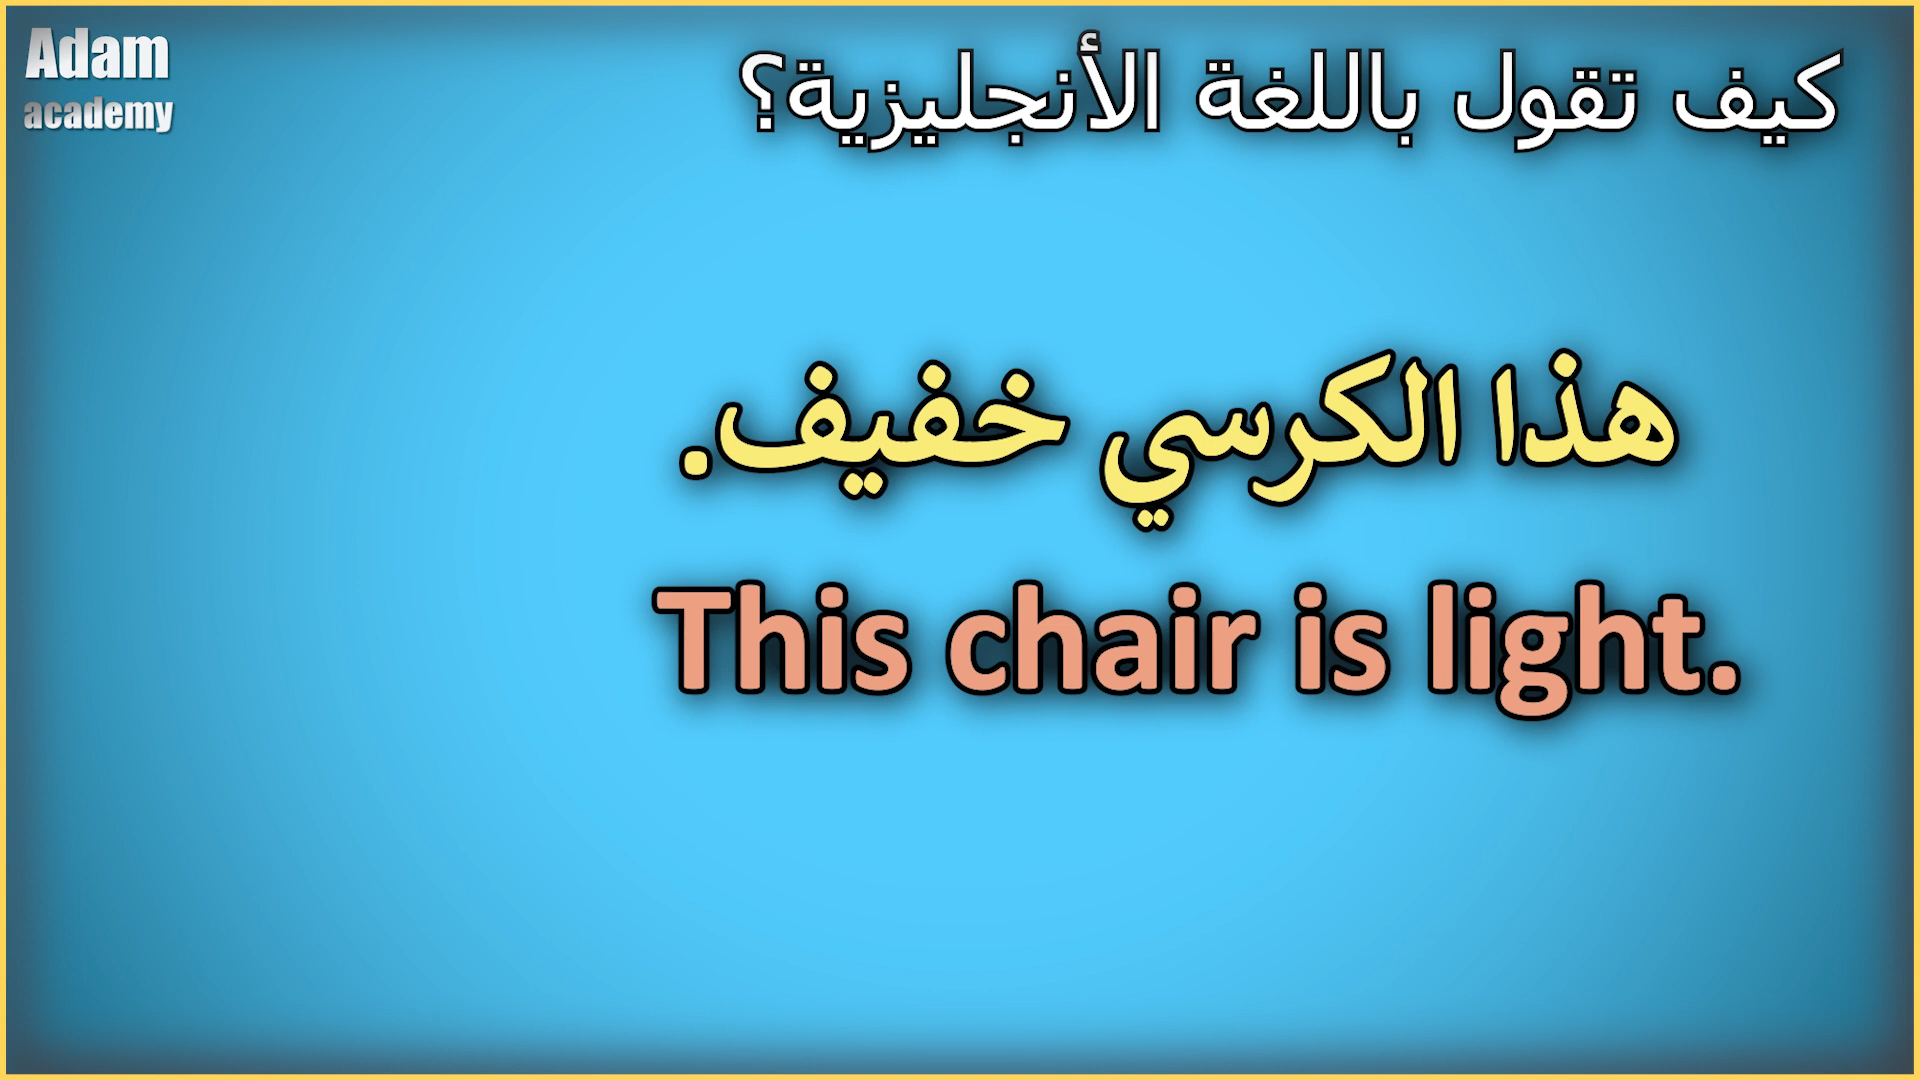 Adam
academy
كيف تقول باللغة الأنجليزية؟
هذا الكرسي خفيف.
This chair is light.